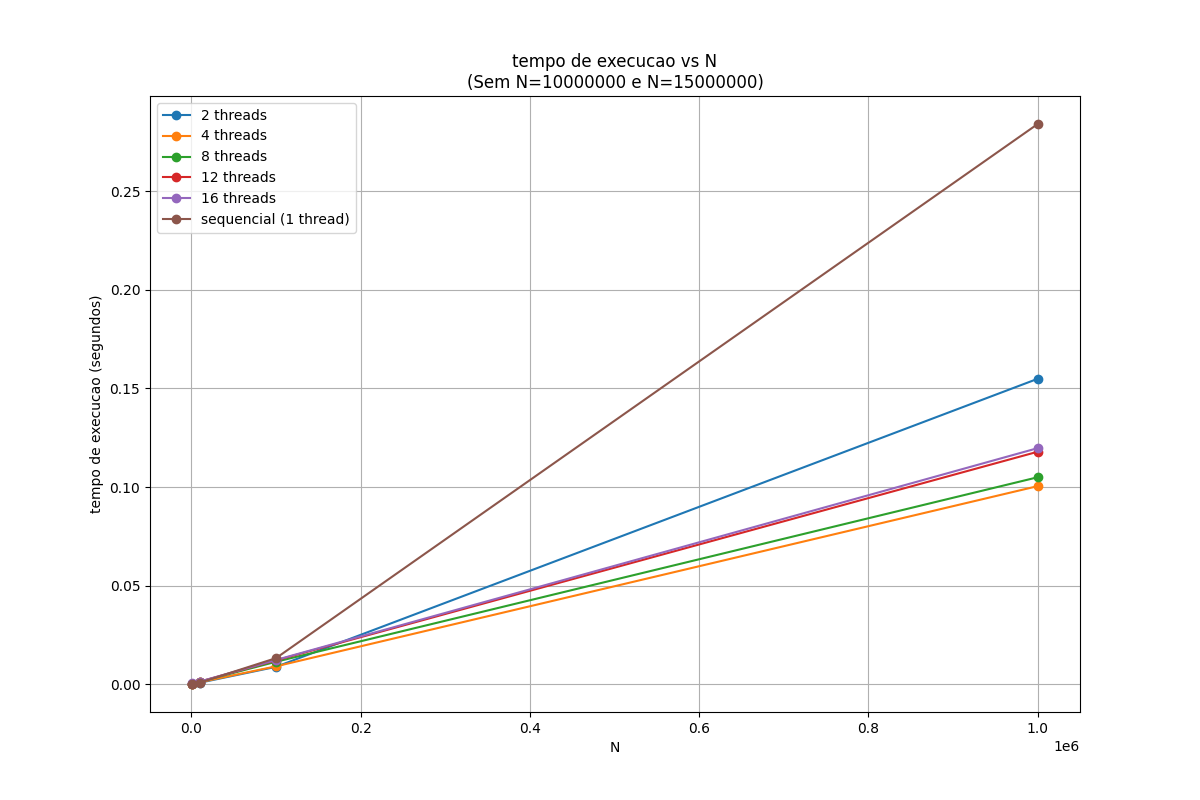 tempo de execucao vs N
(Sem N=10000000 e N=15000000)
2 threads
4 threads
8 threads
12 threads
16 threads
sequencial (1 thread)
tempo de execucao (segundos)
0.25
0.20
0.15
0.10
0.05
0.00
0.0 0.2 0.4 0.6 0.8 1.0
1e6
N